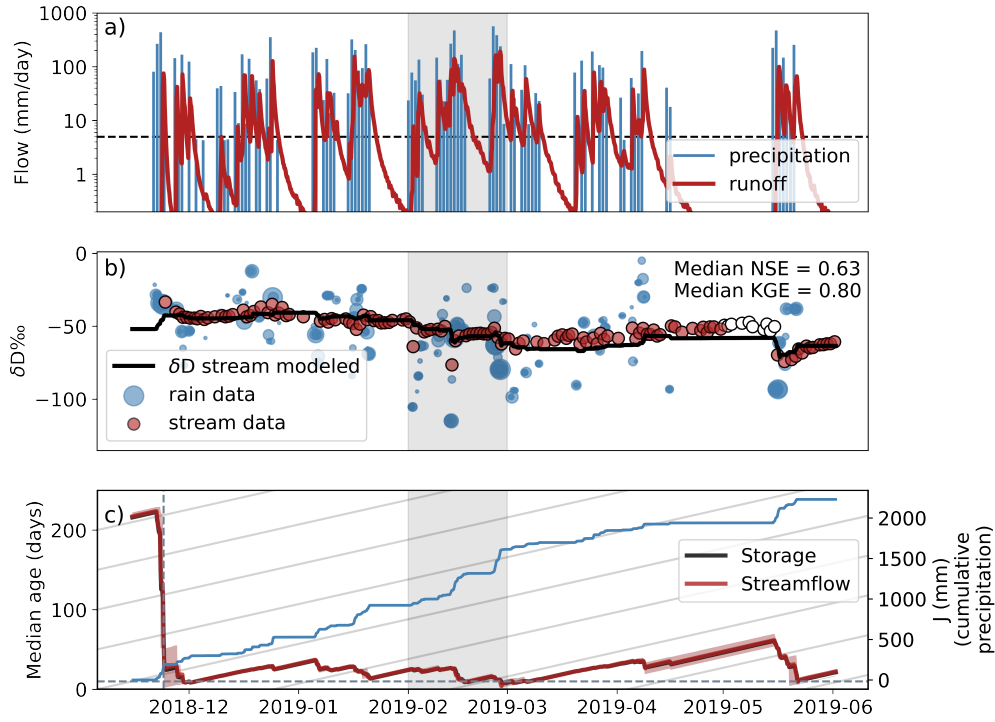 a)
1000
100
10
1
Flow (mm/day)
precipitation
runoff
b)
0
−50
−100
δD‰
Median NSE = 0.63
Median KGE = 0.80
δD stream modeled
rain data
stream data
c)
200
100
0
Median age (days)
Storage
Streamflow
2000
1500
1000
500
0
J (mm)
(cumulative
precipitation)
2018-12
2019-01
2019-02
2019-03
2019-04
2019-05
2019-06